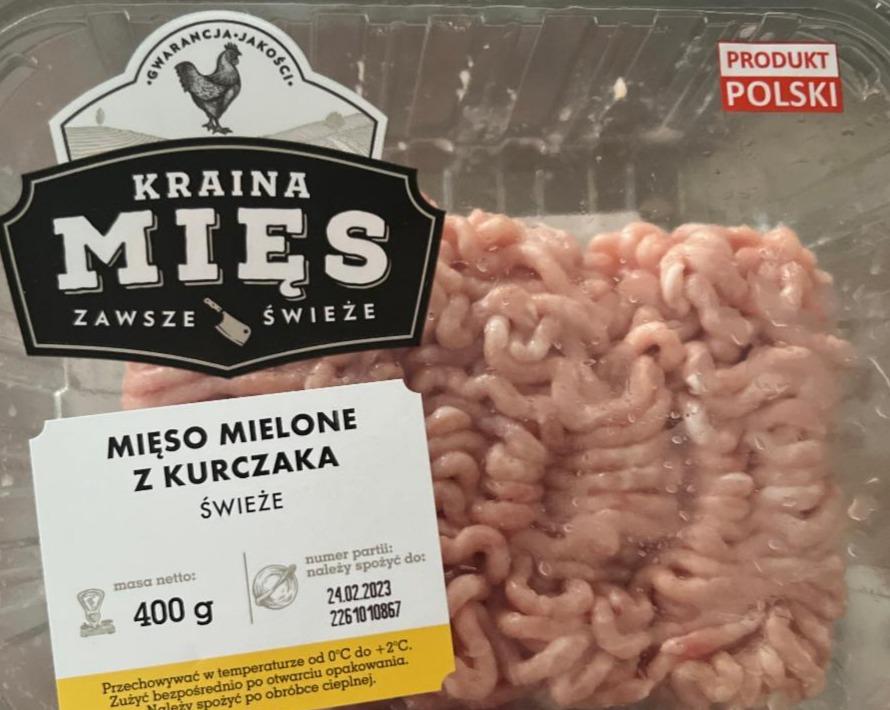 ·GWARANCJA·JAKOŚCI·
KRAINA
MIĘS
ZAWSZE ŚWIEŻE
PRODUKT
POLSKI
MIĘSO MIELONE
Z KURCZAKA
ŚWIEŻE
masa netto:
400 g
numer partii:
należy spożyć do:
24.02.2023
2261010867
Przechowywać w temperaturze od 0°C do +2°C.
Zużyć bezpośrednio po otwarciu opakowania.
Należy spożyć po obróbce cieplnej.